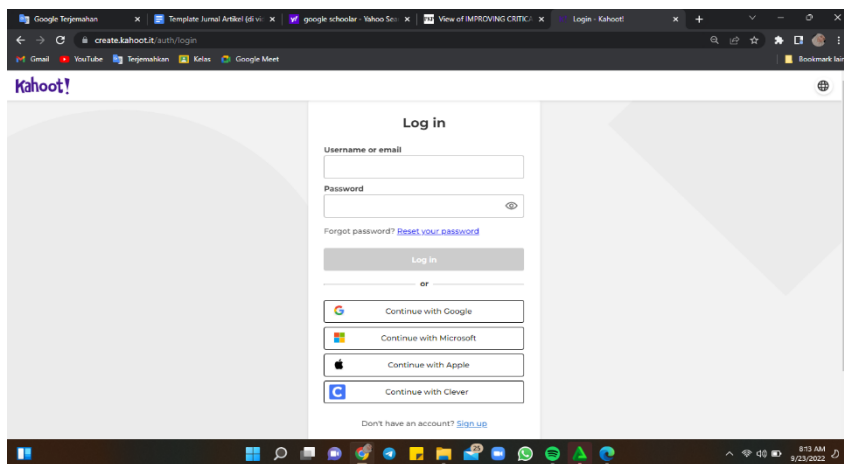 Google Terjemahan
Template Jurnal Artikel (di vi
google schoolar - Yahoo Sea
View of IMPROVING CRITICA
Login - Kahoot!
create.kahoot.it/auth/login
Gmail
YouTube
Terjemahkan
Kelas
Google Meet
Bookmark lain
Kahoot!
Log in
Username or email
Password
Forgot password? Reset your password
Log in
or
Continue with Google
Continue with Microsoft
Continue with Apple
C
Continue with Clever
Don't have an account? Sign up
25
8:13 AM
9/23/2022